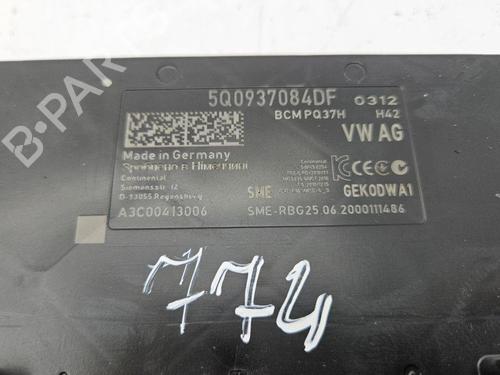 5Q0937084DF 0312
BCM PQ37H H42
VW AG
Made in Germany
Continental
Siemensstr. 12
D-93055 Regensburg
SME GEK0DWA1
A3C00413006 SME-RBG25.06.2000111486
774
B-PARTS